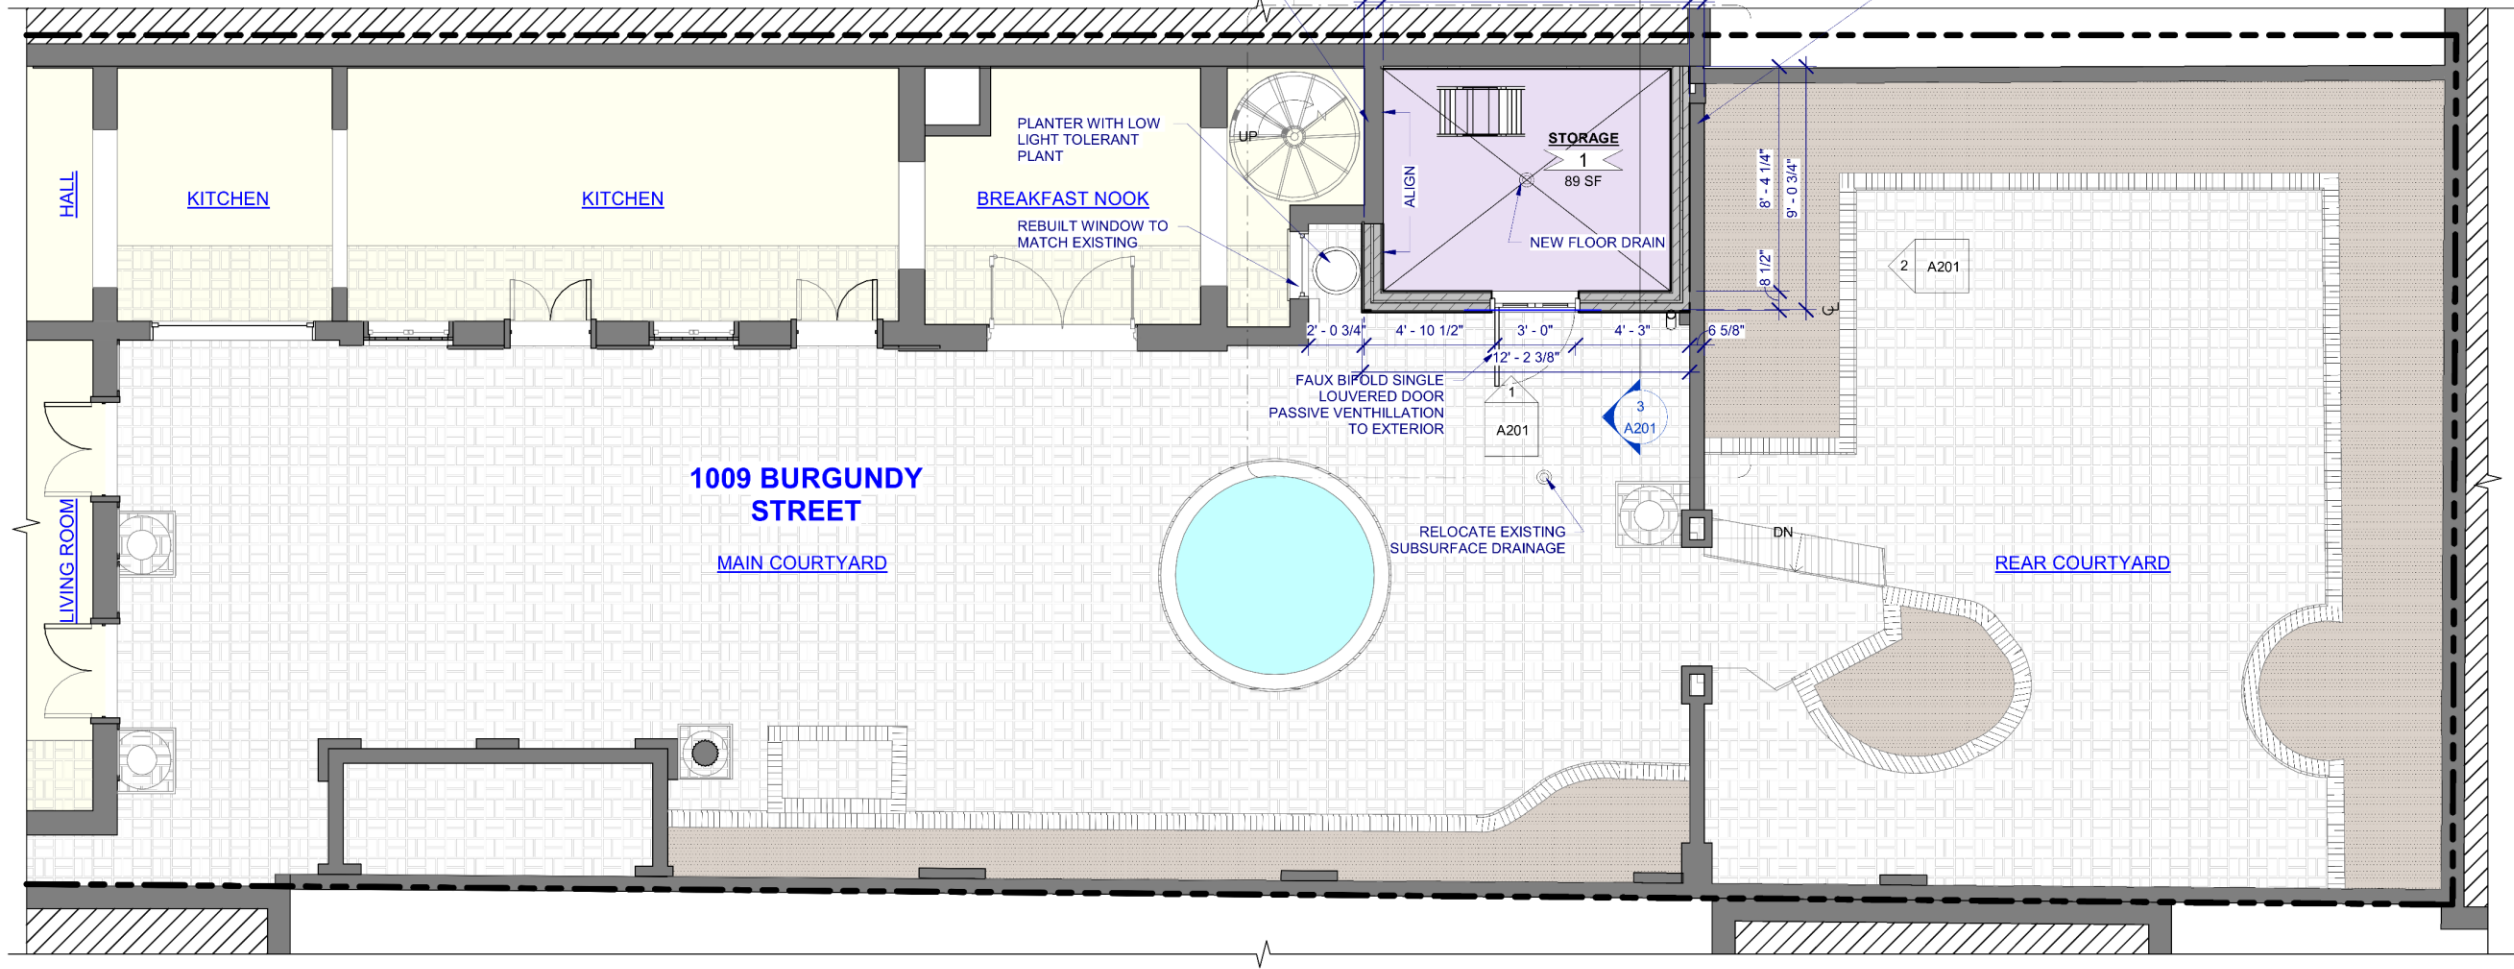 PLANTER WITH LOW
LIGHT TOLERANT
PLANT
UP
STORAGE
1
89 SF
HALL
KITCHEN
KITCHEN
BREAKFAST NOOK
ALIGN
8' - 4 1/4"
9' - 0 3/4"
REBUILT WINDOW TO
MATCH EXISTING
NEW FLOOR DRAIN
8 1/2"
2
A201
2' - 0 3/4"
4' - 10 1/2"
3' - 0"
4' - 3"
6 5/8"
12' - 2 3/8"
FAUX BIFOLD SINGLE
LOUVERED DOOR
PASSIVE VENTHILLATION
TO EXTERIOR
1
A201
3
A201
1009 BURGUNDY
STREET
MAIN COURTYARD
LIVING ROOM
RELOCATE EXISTING
SUBSURFACE DRAINAGE
DN
REAR COURTYARD